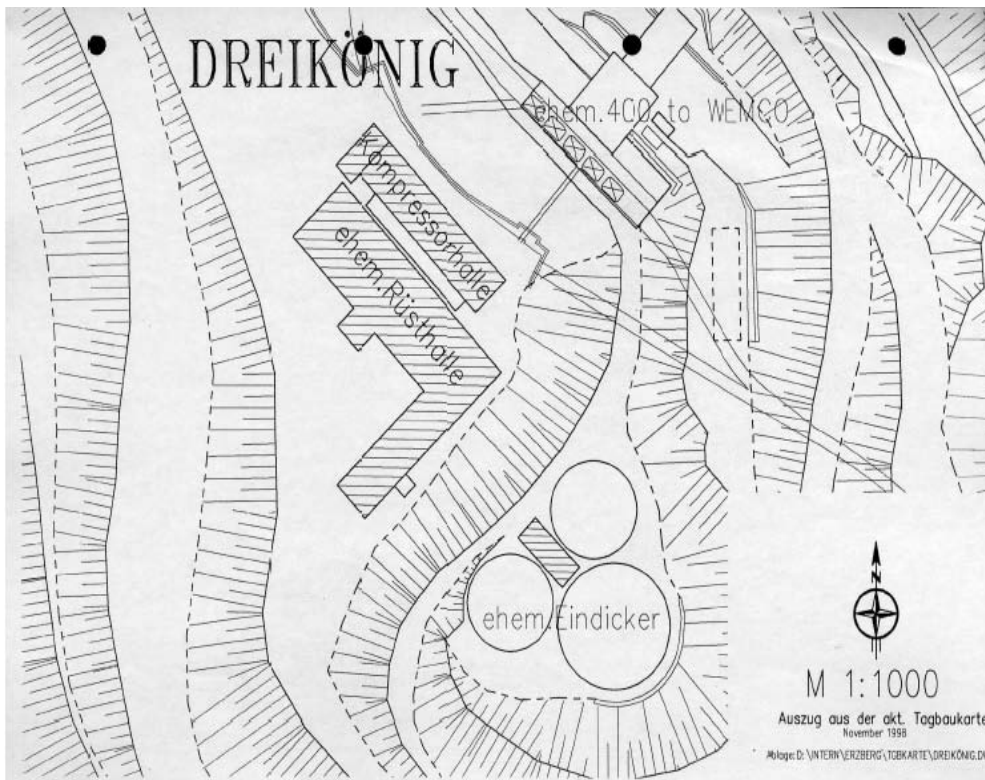 DREIKÖNIG
ehem.400 to WEMCO
Kompressorhalle
ehem.Rüsthalle
ehem.Eindicker
N
M 1:1000
Auszug aus der akt. Tagbaukarte
November 1998
Ablage: D: \INTERN\ERZBERG\TGBKARTE\DREIKÖNIG.D